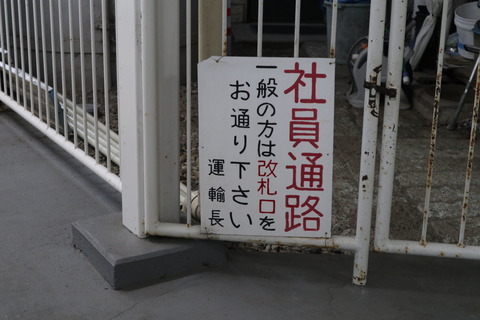 社員通路
一般の方は改札口を
お通り下さい
運輸長